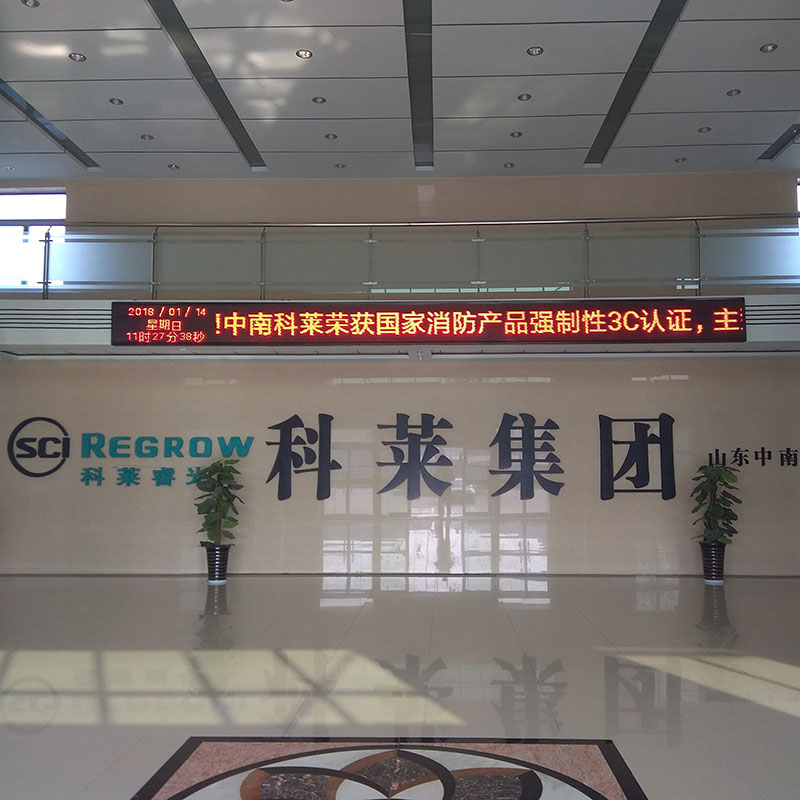 2018/01/14
星期日
11时27分38秒
!中南科莱荣获国家消防产品强制性3C认证，主
SCI REGROW
科莱睿光
科莱集团
山东中南